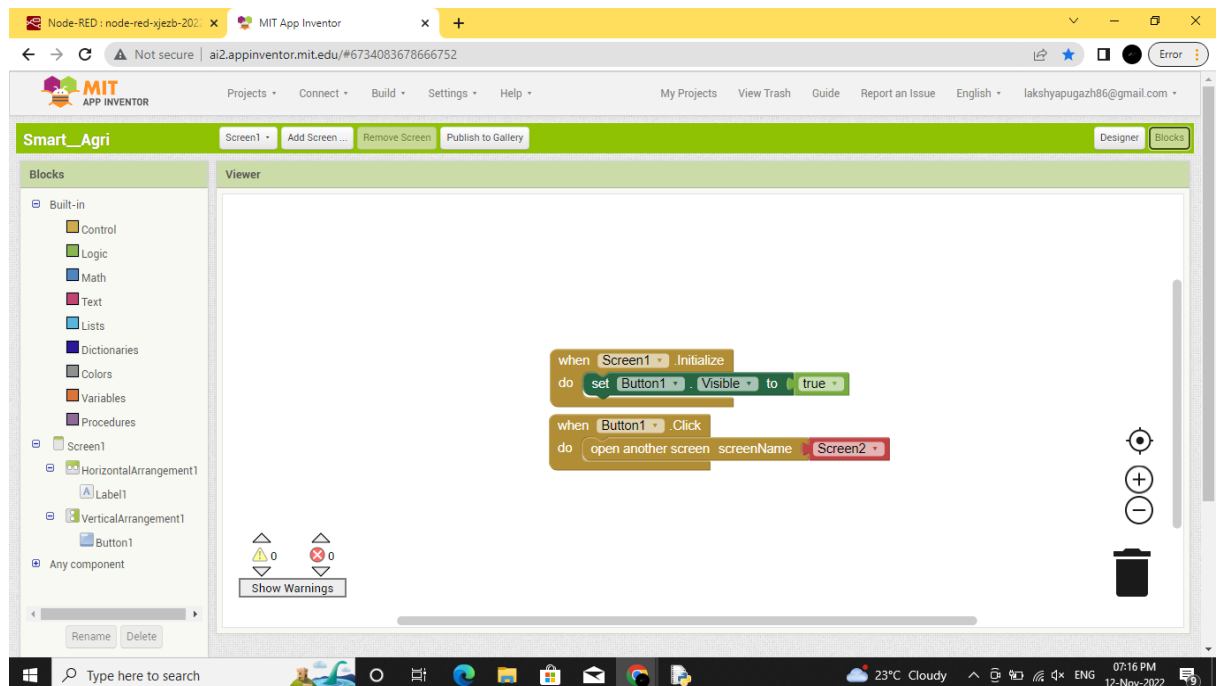 Node-RED : node-red-xjezb-202
MIT App Inventor
Not secure | ai2.appinventor.mit.edu/#6734083678666752
Error
MIT
APP INVENTOR
Projects Connect Build Settings Help My Projects View Trash Guide Report an Issue English lakshyapugazh86@gmail.com
Smart__Agri Screen1 Add Screen ... Remove Screen Publish to Gallery Designer Blocks
Blocks
Viewer
Built-in
Control
Logic
Math
Text
Lists
Dictionaries
Colors
Variables
Procedures
Screen1
HorizontalArrangement1
A Label1
VerticalArrangement1
Button1
Any component
Rename Delete
when Screen1 .Initialize
do set Button1 . Visible to true
when Button1 .Click
do open another screen screenName Screen2
0 0
Show Warnings
Type here to search
23°C Cloudy ENG
07:16 PM
12-Nov-2022
9